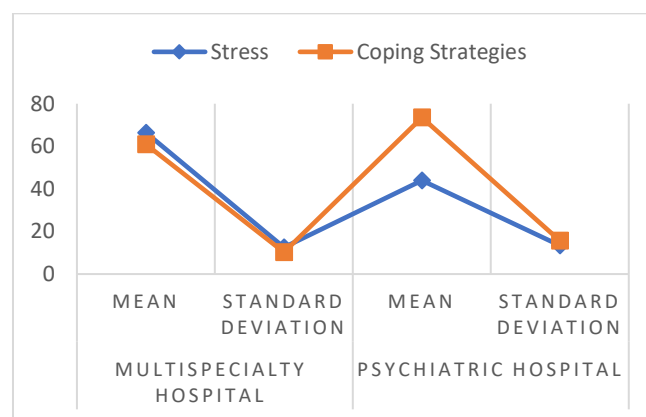 Stress Coping Strategies
80
60
40
20
0
MEAN STANDARD DEVIATION MEAN STANDARD DEVIATION
MULTISPECIALTY HOSPITAL PSYCHIATRIC HOSPITAL